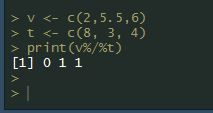 > v <- c(2,5.5,6)
> t <- c(8, 3, 4)
> print(v%/%t)
[1] 0 1 1
>
>